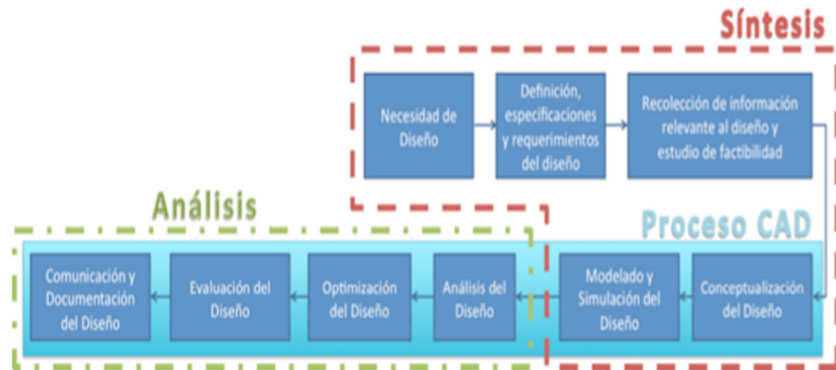 Síntesis
Necesidad de
Diseño
Definición,
especificaciones
y requerimientos
del diseño
Recolección de información
relevante al diseño y
estudio de factibilidad
Análisis
Proceso CAD
Comunicación y
Documentación
del Diseño
Evaluación del
Diseño
Optimización
del Diseño
Análisis del
Diseño
Modelado y
Simulación del
Diseño
Conceptualización
del Diseño